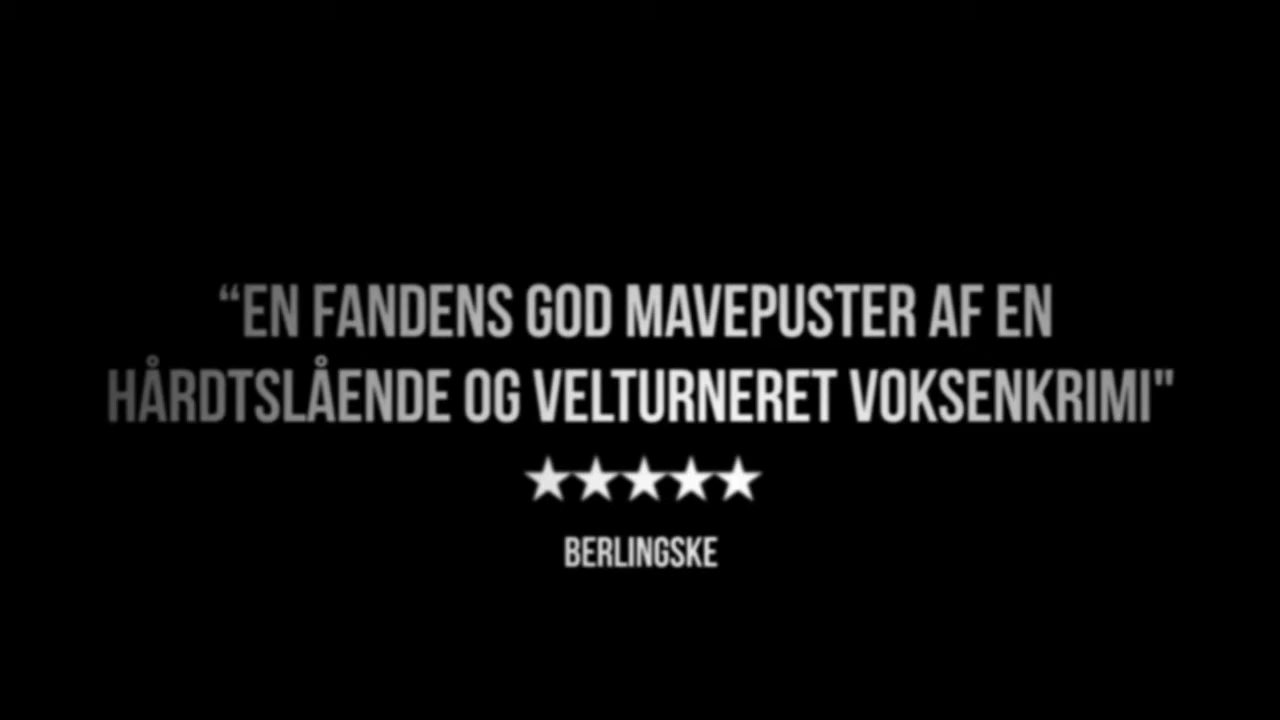 “EN FANDENS GOD MAVEPUSTER AF EN
HÅRDTSLÅENDE OG VELTURNERET VOKSENKRIMI"
★★★★★
BERLINGSKE